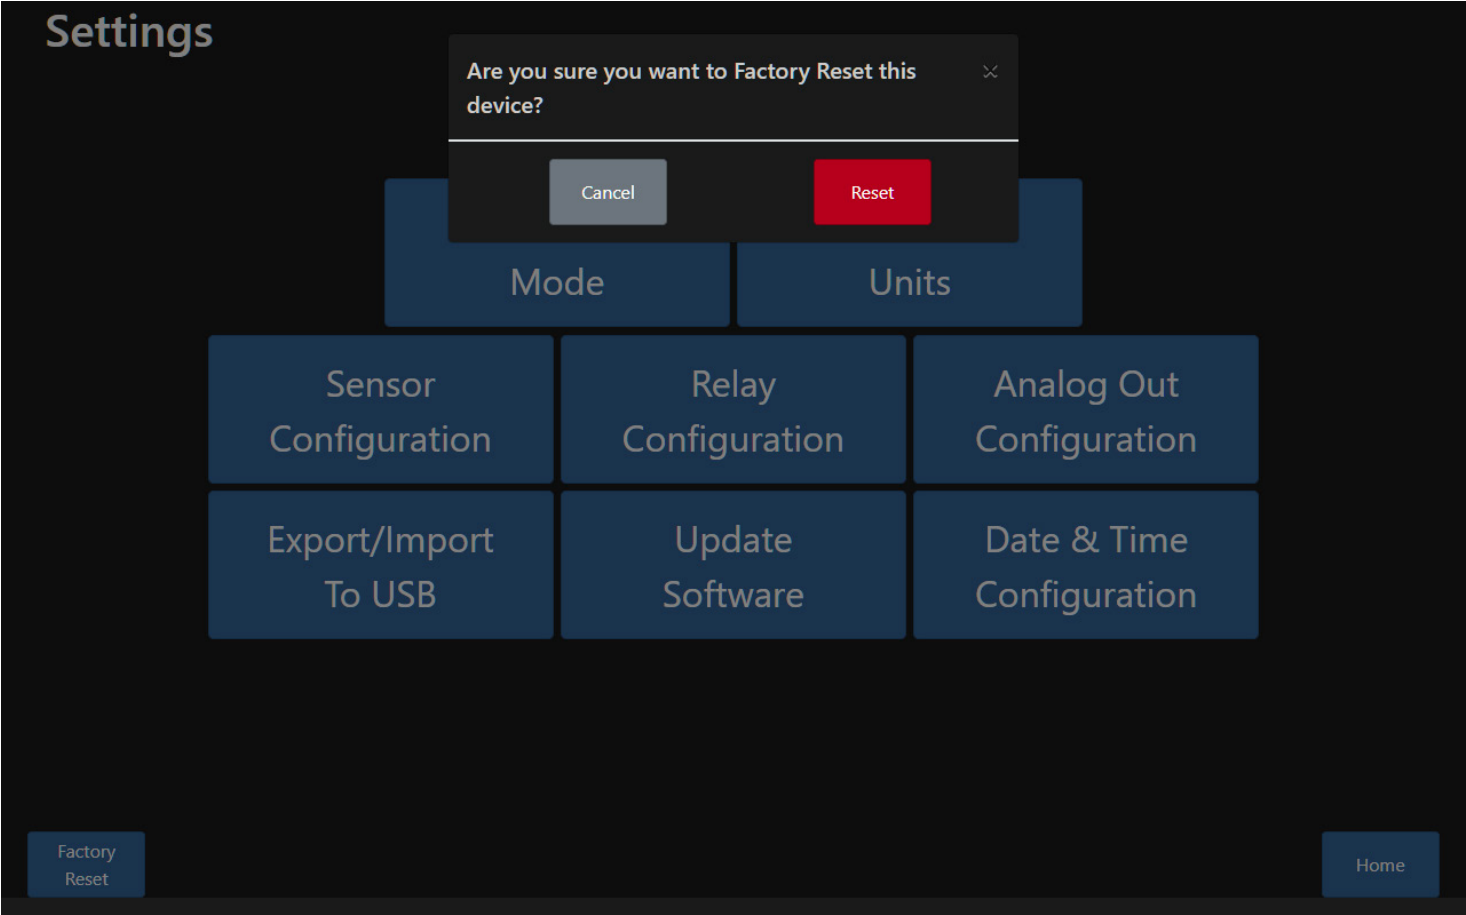 Settings
Are you sure you want to Factory Reset this
device?
Cancel
Reset
Mode
Units
Sensor
Configuration
Relay
Configuration
Analog Out
Configuration
Export/Import
To USB
Update
Software
Date & Time
Configuration
Factory
Reset
Home